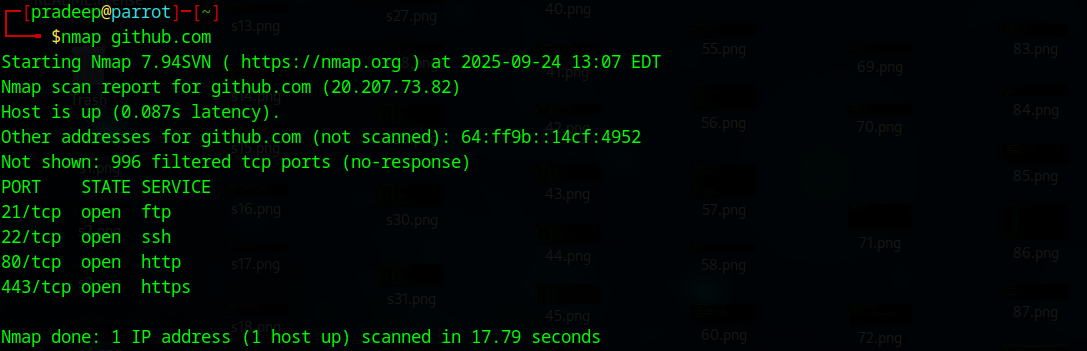 ┌─[pradeep@parrot]─[~]
└──╼ $nmap github.com
Starting Nmap 7.94SVN ( https://nmap.org ) at 2025-09-24 13:07 EDT
Nmap scan report for github.com (20.207.73.82)
Host is up (0.087s latency).
Other addresses for github.com (not scanned): 64:ff9b::14cf:4952
Not shown: 996 filtered tcp ports (no-response)
PORT    STATE SERVICE
21/tcp  open  ftp
22/tcp  open  ssh
80/tcp  open  http
443/tcp open  https
Nmap done: 1 IP address (1 host up) scanned in 17.79 seconds
s13.png
s16.png
s17.png
s18.png
s27.png
s30.png
s31.png
40.png
41.png
43.png
44.png
45.png
55.png
56.png
57.png
58.png
60.png
69.png
70.png
71.png
72.png
83.png
84.png
85.png
86.png
87.png
Trash